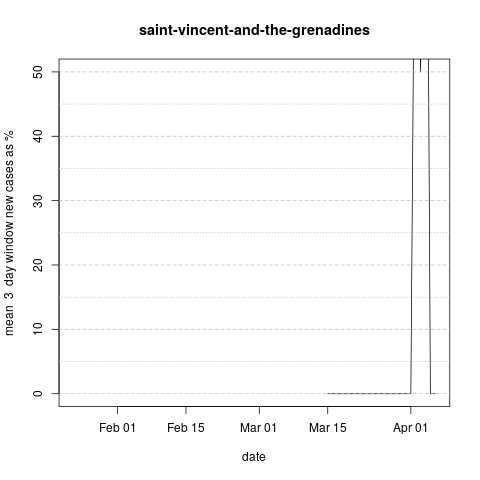 saint-vincent-and-the-grenadines
mean  3  day window new cases as %
50
40
30
20
10
0
Feb 01
Feb 15
Mar 01
Mar 15
Apr 01
date